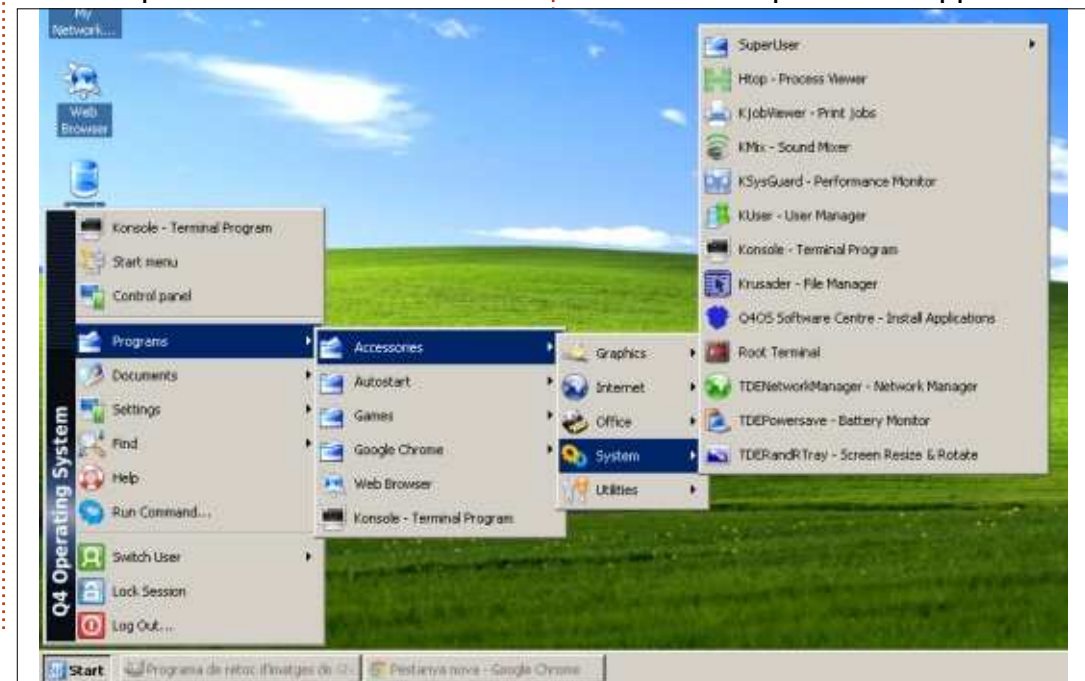 My
Network...
Web
Browser
Konsole - Terminal Program
Start menu
Control panel
Programs
Documents
Settings
Find
Help
Run Command...
Switch User
Lock Session
Log Out...
Q4 Operating System
Accessories
Autostart
Games
Google Chrome
Web Browser
Konsole - Terminal Program
Graphics
Internet
Office
System
Utilities
SuperUser
Htop - Process Viewer
KJobViewer - Print Jobs
KMix - Sound Mixer
KSysGuard - Performance Monitor
KUser - User Manager
Konsole - Terminal Program
Krusader - File Manager
Q4OS Software Centre - Install Applications
Root Terminal
TDENetworkManager - Network Manager
TDEPowersave - Battery Monitor
TDERandRTray - Screen Resize & Rotate
Start
Programa de retoc d'imatges de
Pestanya nova - Google Chrome